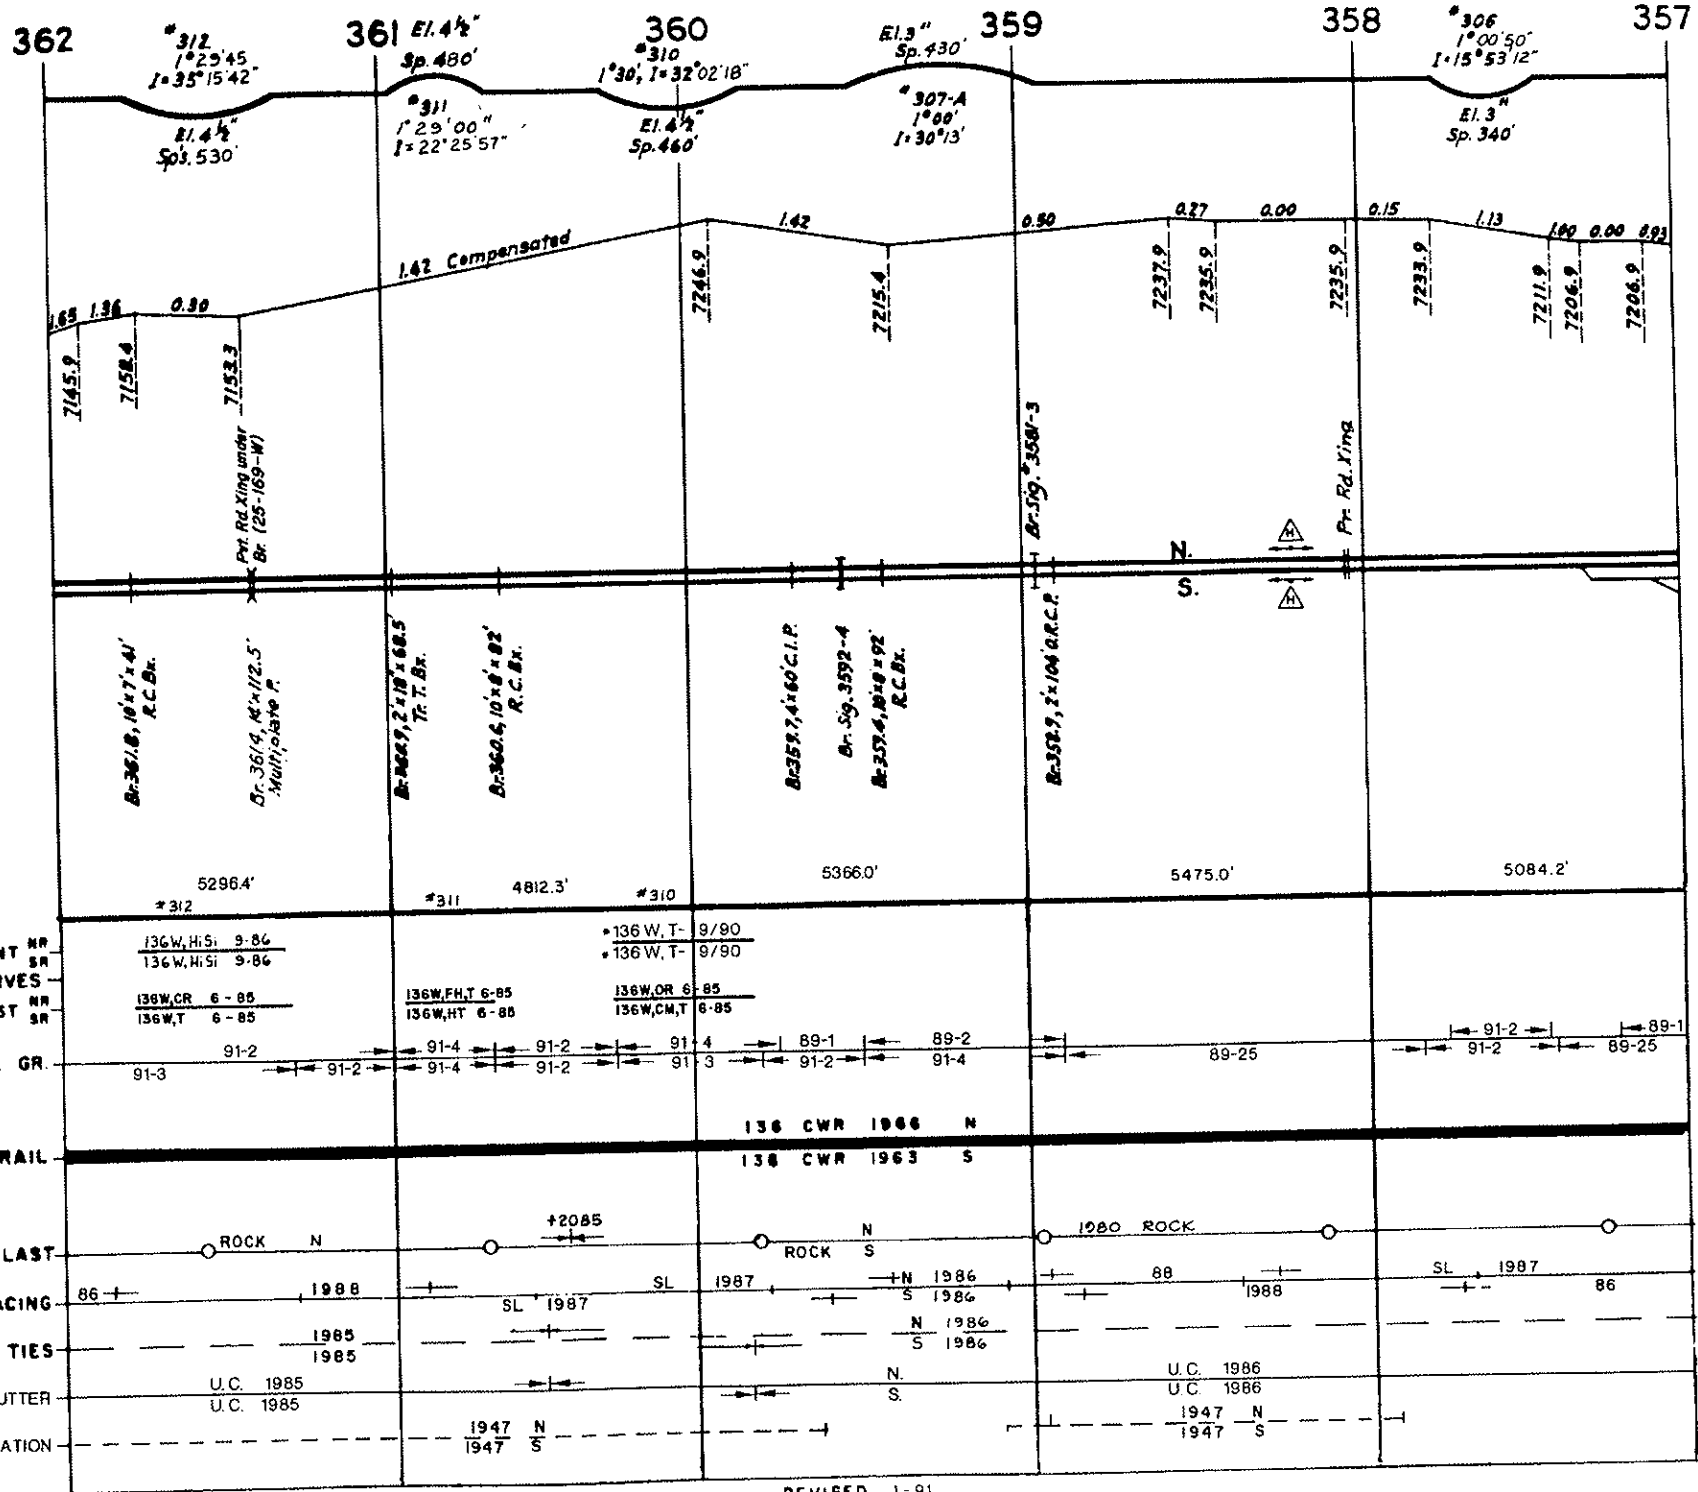 362
361
360
359
358
357
#312
1°29'45
I=35°15'42"
El. 4½"
Sp's. 530'
El. 4½"
Sp. 480'
#311
1°29'00"
I=22°25'57"
#310
1°30', I=32°02'18"
El. 4½"
Sp. 460'
El. 3"
Sp. 430'
#307-A
1°00'
I=30°13'
#306
1°00'50"
I=15°53'12"
El. 3"
Sp. 340'
1.65 1.36 0.30
1.42 Compensated
1.42
0.50
0.27 0.00 0.15
1.13 1.00 0.00 0.93
7145.9
7153.3
7246.9
7215.4
7237.9
7235.9
7235.9
7233.9
7211.9
7206.9
7206.9
Pvt. Rd. Xing under
Br. (25-169-W)
Br. Sig. #3581-3
Pr. Rd. Xing
N.
S.
H
H
Br. 361.8, 10'x7'x41'
R.C. Bx.
Br. 361.4, 14'x112.5'
Multiplate P.
Br. 360.9, 2'x18'x68.5'
Tr. T. Bx.
Br. 360.6, 10'x8'x82'
R.C. Bx.
Br. 359.7, 4'x60' C.I.P.
Br. Sig. 3592-4
Br. 359.4, 10'x8'x92'
R.C. Bx.
Br. 358.9, 2'x104' R.C.P.
5296.4'
4812.3'
5366.0'
5475.0'
5084.2'
#312
#311
#310
NT NR
SR
136W, HiSi 9-86
136W, HiSi 9-86
*136 W, T- 9/90
*136 W, T- 9/90
RVES
ST NR
SR
136W, CR 6-85
136W, T 6-85
136W, FH, T 6-85
136W, HT 6-85
136W, OR 6-85
136W, CM, T 6-85
GR.
91-2 91-4 91-2 91-4 89-1 89-2 91-2 89-1
91-3 91-2 91-4 91-2 91-3 91-2 91-4 89-25 91-2 89-25
RAIL
136 CWR 1966 N
136 CWR 1963 S
LAST
ROCK N
+2085
N
ROCK S
1980 ROCK
ACING
86 1988 SL 1987 SL 1987 N 1986
S 1986
88 1988 SL 1987 86
TIES
1985
1985
N 1986
S 1986
UTTER
U.C. 1985
U.C. 1985
N.
S.
U.C. 1986
U.C. 1986
ATION
1947 N
1947 S
1947 N
1947 S
REVISED 1-91